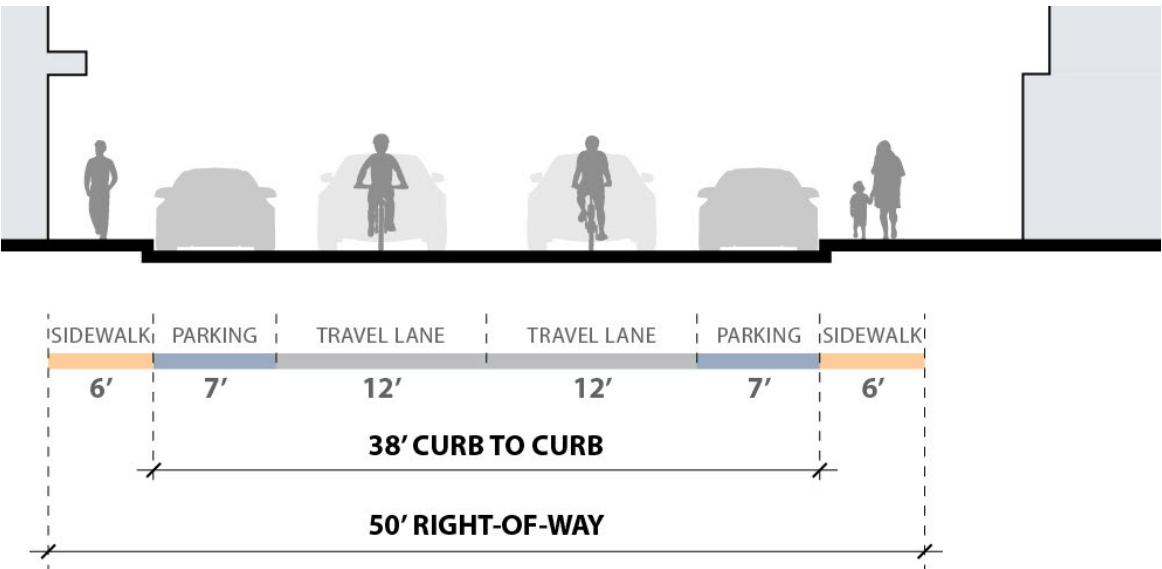 SIDEWALK PARKING TRAVEL LANE TRAVEL LANE PARKING SIDEWALK
6’ 7’ 12’ 12’ 7’ 6’
38’ CURB TO CURB
50’ RIGHT-OF-WAY